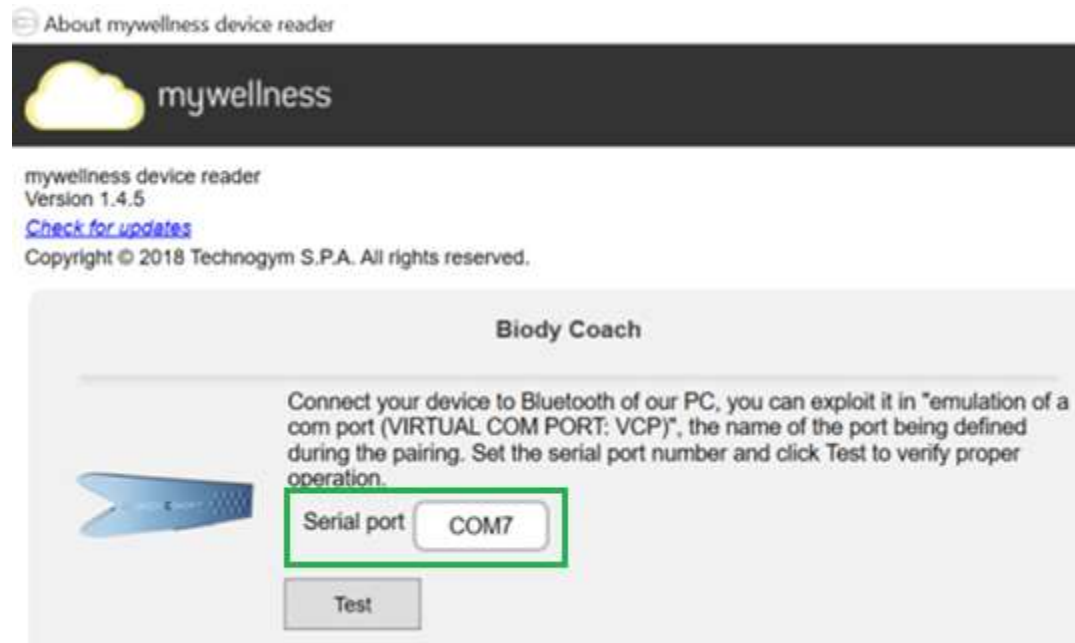 About mywellness device reader
mywellness
mywellness device reader
Version 1.4.5
Check for updates
Copyright © 2018 Technogym S.P.A. All rights reserved.
Biody Coach
Connect your device to Bluetooth of our PC, you can exploit it in "emulation of a
com port (VIRTUAL COM PORT: VCP)", the name of the port being defined
during the pairing. Set the serial port number and click Test to verify proper
operation.
Serial port COM7
Test